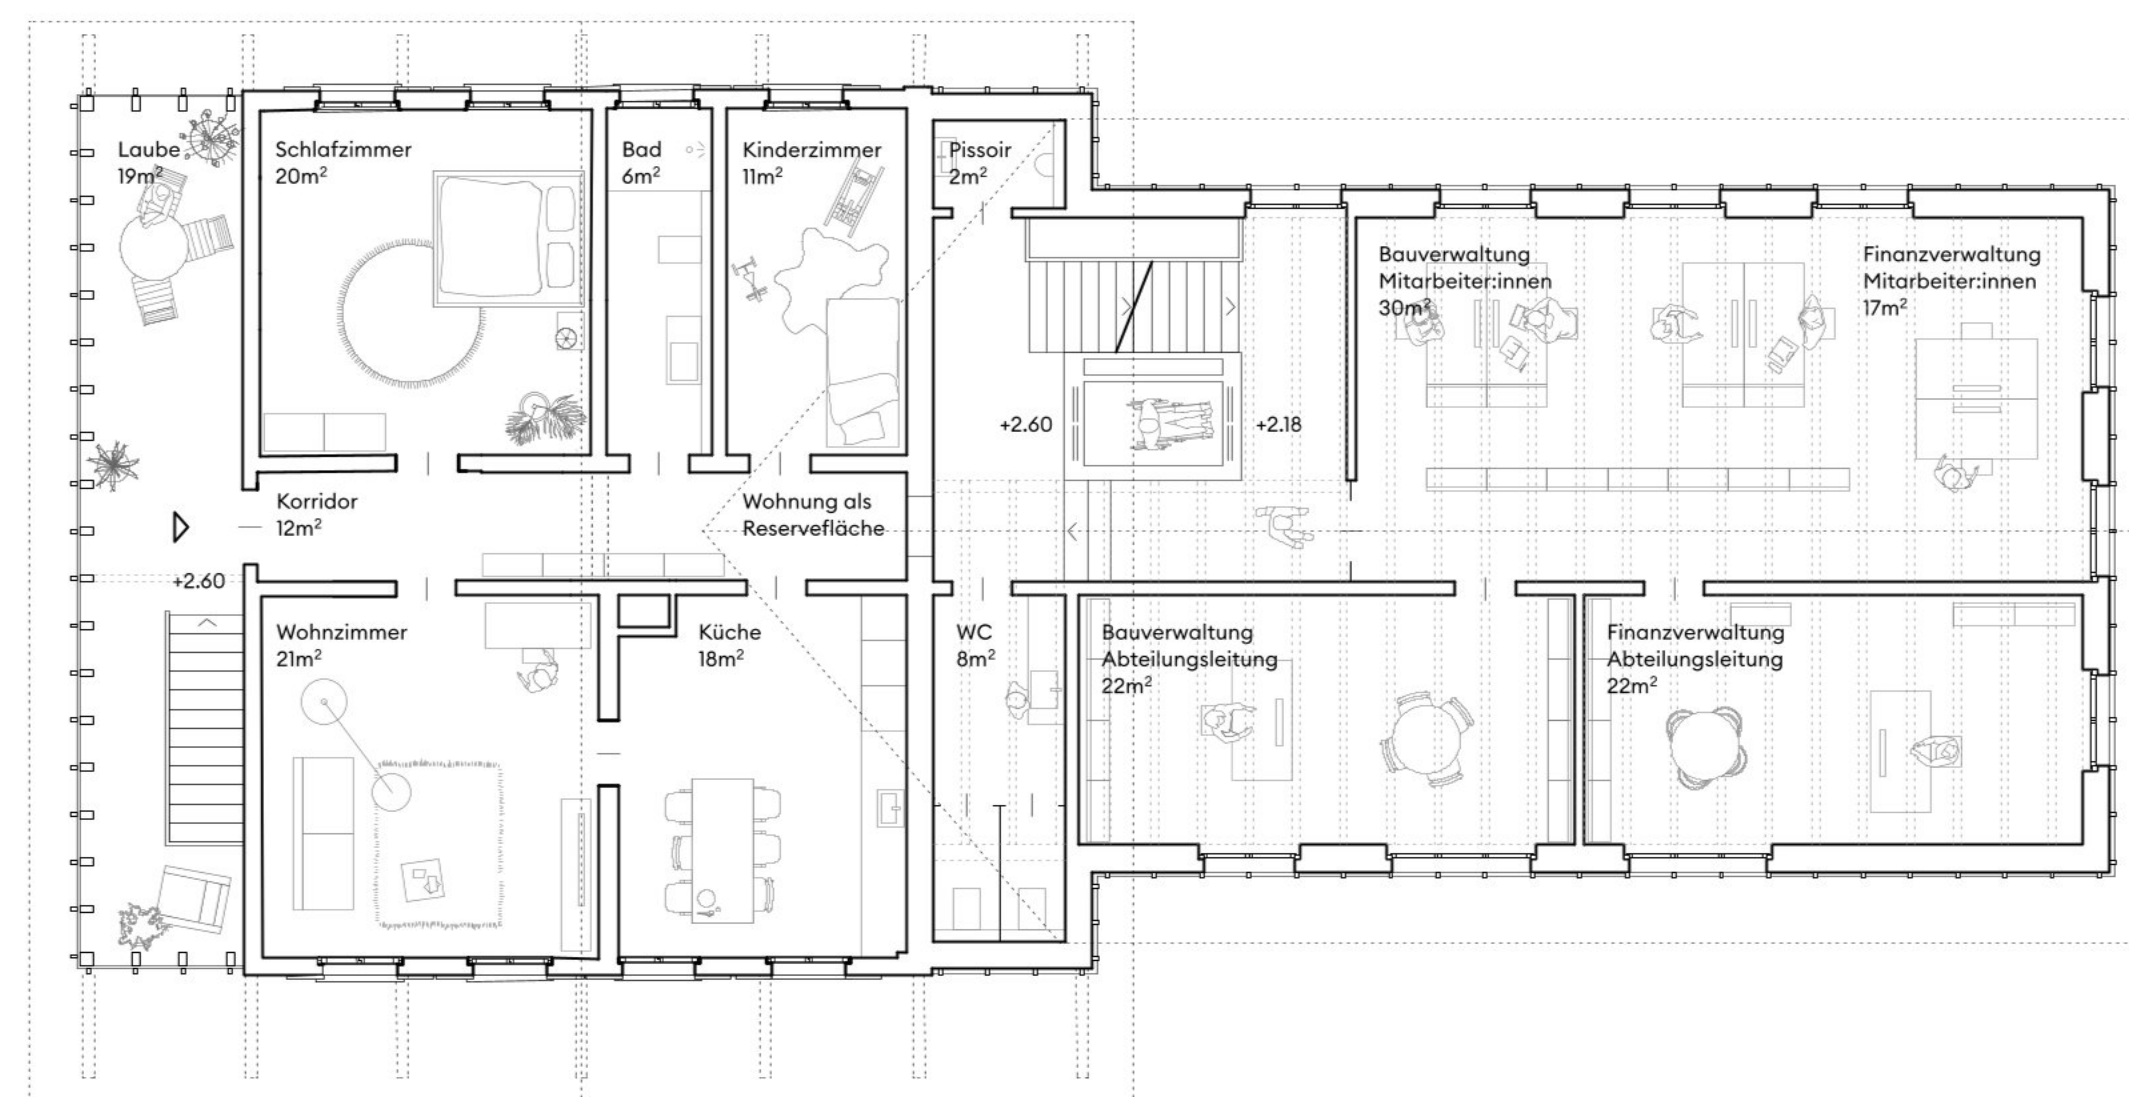 Laube
19m²
Schlafzimmer
20m²
Bad
6m²
Kinderzimmer
11m²
Pissoir
2m²
Bauverwaltung
Mitarbeiter:innen
30m²
Finanzverwaltung
Mitarbeiter:innen
17m²
+2.60
+2.18
Korridor
12m²
Wohnung als
Reservefläche
+2.60
Wohnzimmer
21m²
Küche
18m²
WC
8m²
Bauverwaltung
Abteilungsleitung
22m²
Finanzverwaltung
Abteilungsleitung
22m²